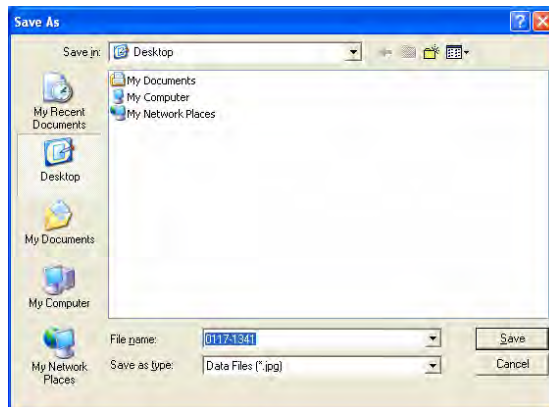 Save As
Save in: Desktop
My Recent
Documents
Desktop
My Documents
My Computer
My Network
Places
My Documents
My Computer
My Network Places
File name: 0117-1341 Save
Save as type: Data Files (*.jpg) Cancel